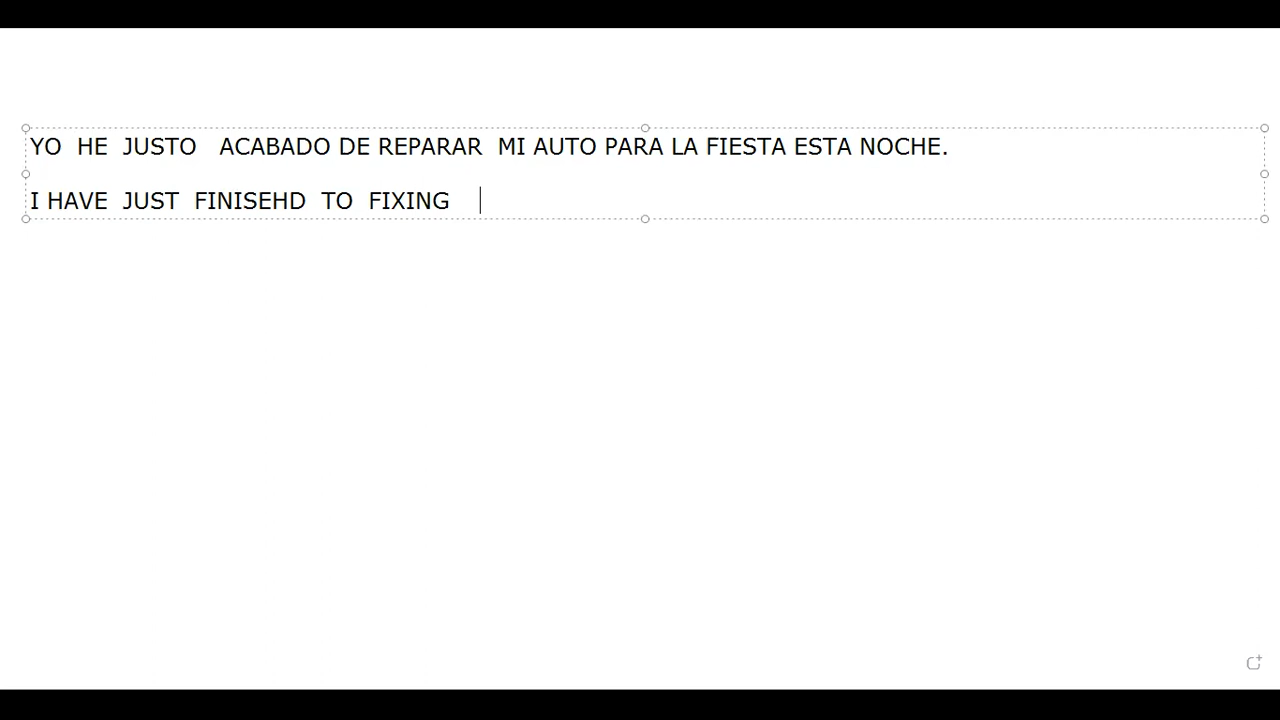 YO HE JUSTO ACABADO DE REPARAR MI AUTO PARA LA FIESTA ESTA NOCHE.
I HAVE JUST FINISEHD TO FIXING